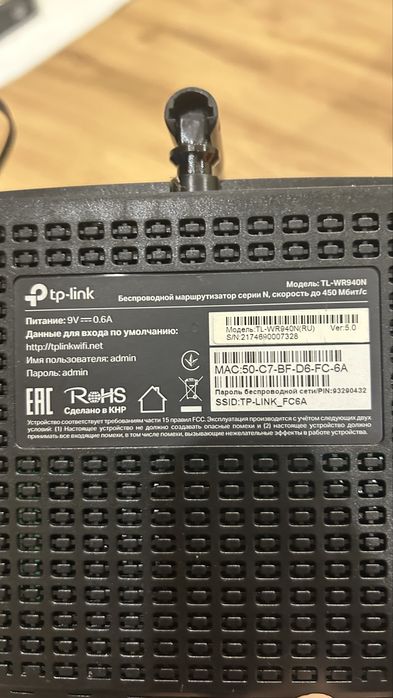 tp-link
Модель: TL-WR940N
Беспроводной маршрутизатор серии N, скорость до 450 Мбит/с
Питание: 9V⎓0.6A
Данные для входа по умолчанию:
http://tplinkwifi.net
Имя пользователя: admin
Пароль: admin
Модель:TL-WR940N(RU) Ver:5.0
S/N:2174690007328
MAC:50-C7-BF-D6-FC-6A
Пароль беспроводной сети/PIN:93290432
SSID:TP-LINK_FC6A
EAC
RoHS
Сделано в КНР
Устройство соответствует требованиям части 15 правил FCC. Эксплуатация производится с учётом следующих двух
условий: (1) Настоящее устройство не должно создавать опасные помехи и (2) Настоящее устройство должно
принимать все входящие помехи, в том числе помехи, вызывающие нежелательные эффекты в работе устройства.